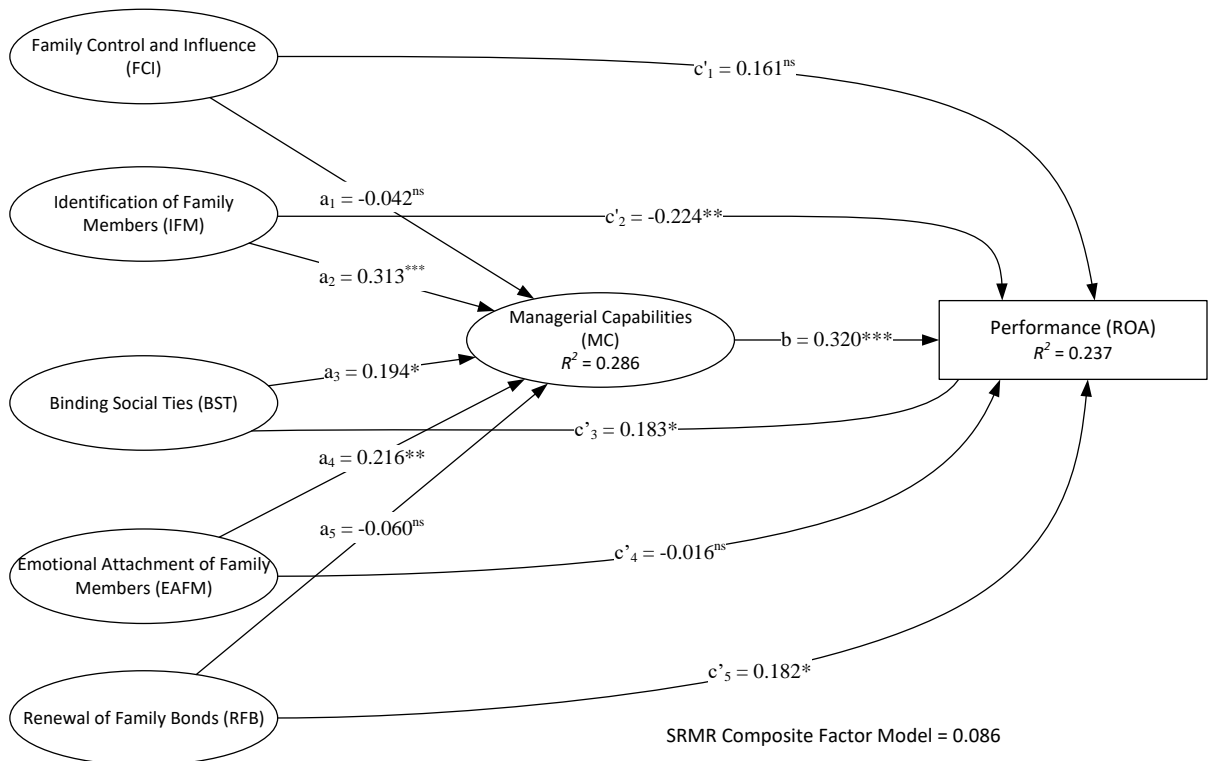 Family Control and Influence
(FCI)
c'₁ = 0.161ⁿˢ
a₁ = -0.042ⁿˢ
Identification of Family
Members (IFM)
c'₂ = -0.224**
a₂ = 0.313***
Managerial Capabilities
(MC)
R² = 0.286
b = 0.320***
Performance (ROA)
R² = 0.237
a₃ = 0.194*
Binding Social Ties (BST)
c'₃ = 0.183*
a₄ = 0.216**
a₅ = -0.060ⁿˢ
Emotional Attachment of Family
Members (EAFM)
c'₄ = -0.016ⁿˢ
c'₅ = 0.182*
Renewal of Family Bonds (RFB)
SRMR Composite Factor Model = 0.086